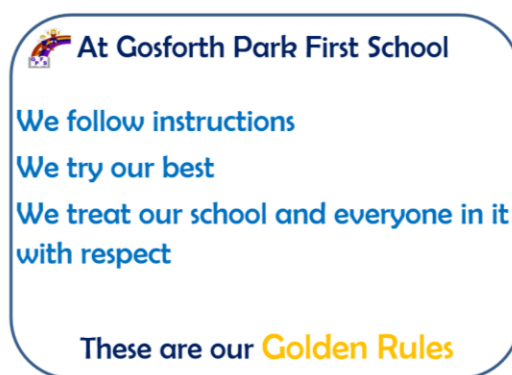 At Gosforth Park First School
We follow instructions
We try our best
We treat our school and everyone in it
with respect
These are our Golden Rules